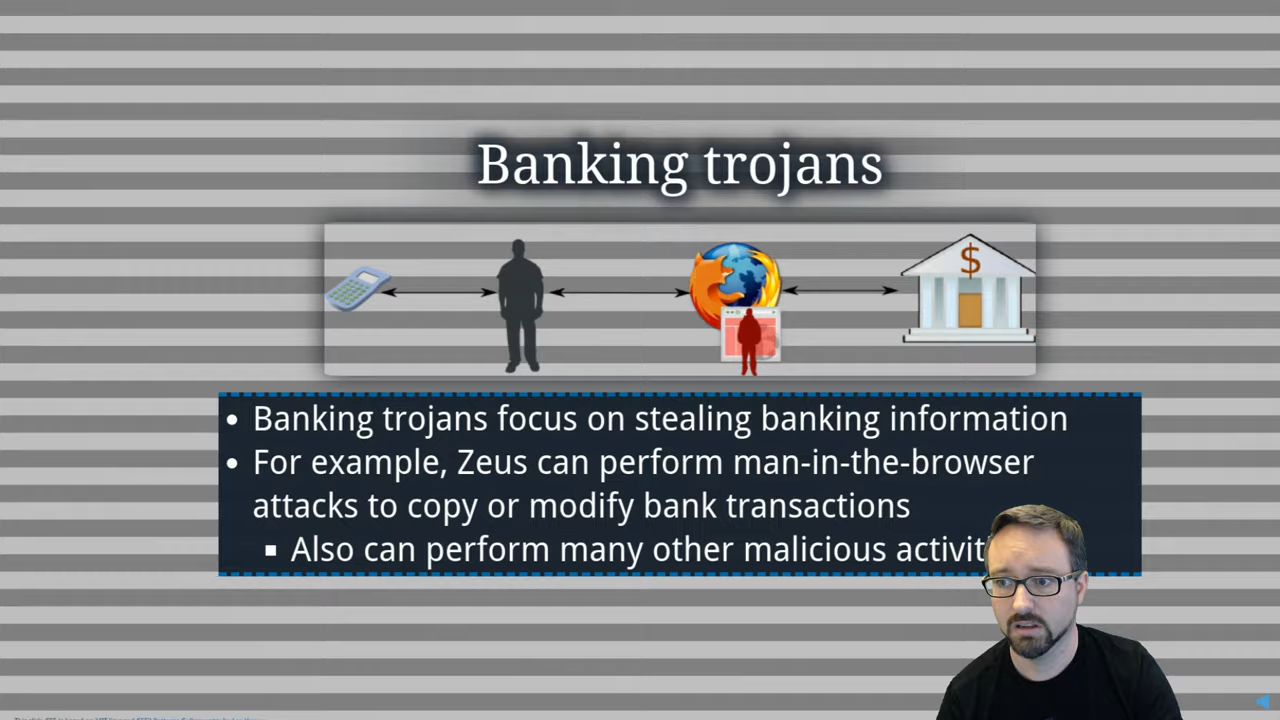 Banking trojans
$
• Banking trojans focus on stealing banking information
• For example, Zeus can perform man-in-the-browser
attacks to copy or modify bank transactions
▪ Also can perform many other malicious